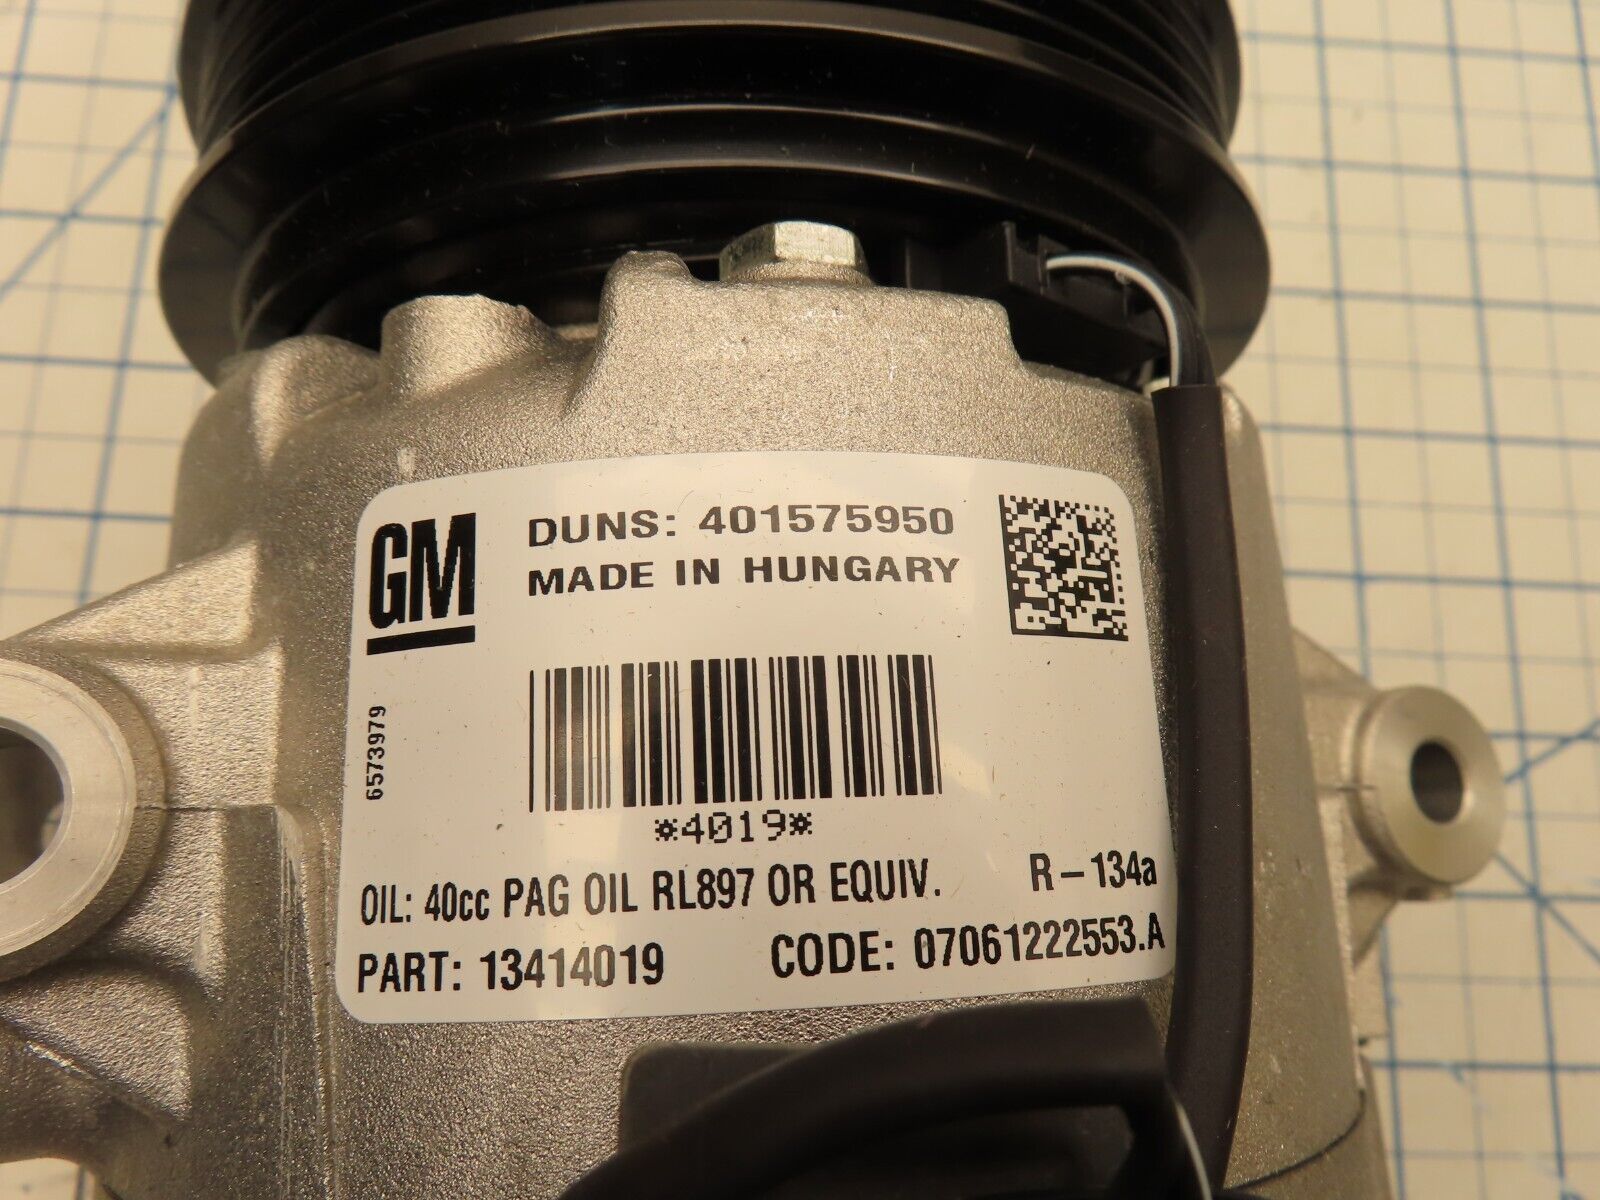 GM
DUNS: 401575950
MADE IN HUNGARY
6573979
*4019*
OIL: 40cc PAG OIL RL897 OR EQUIV. R-134a
PART: 13414019 CODE: 07061222553.A